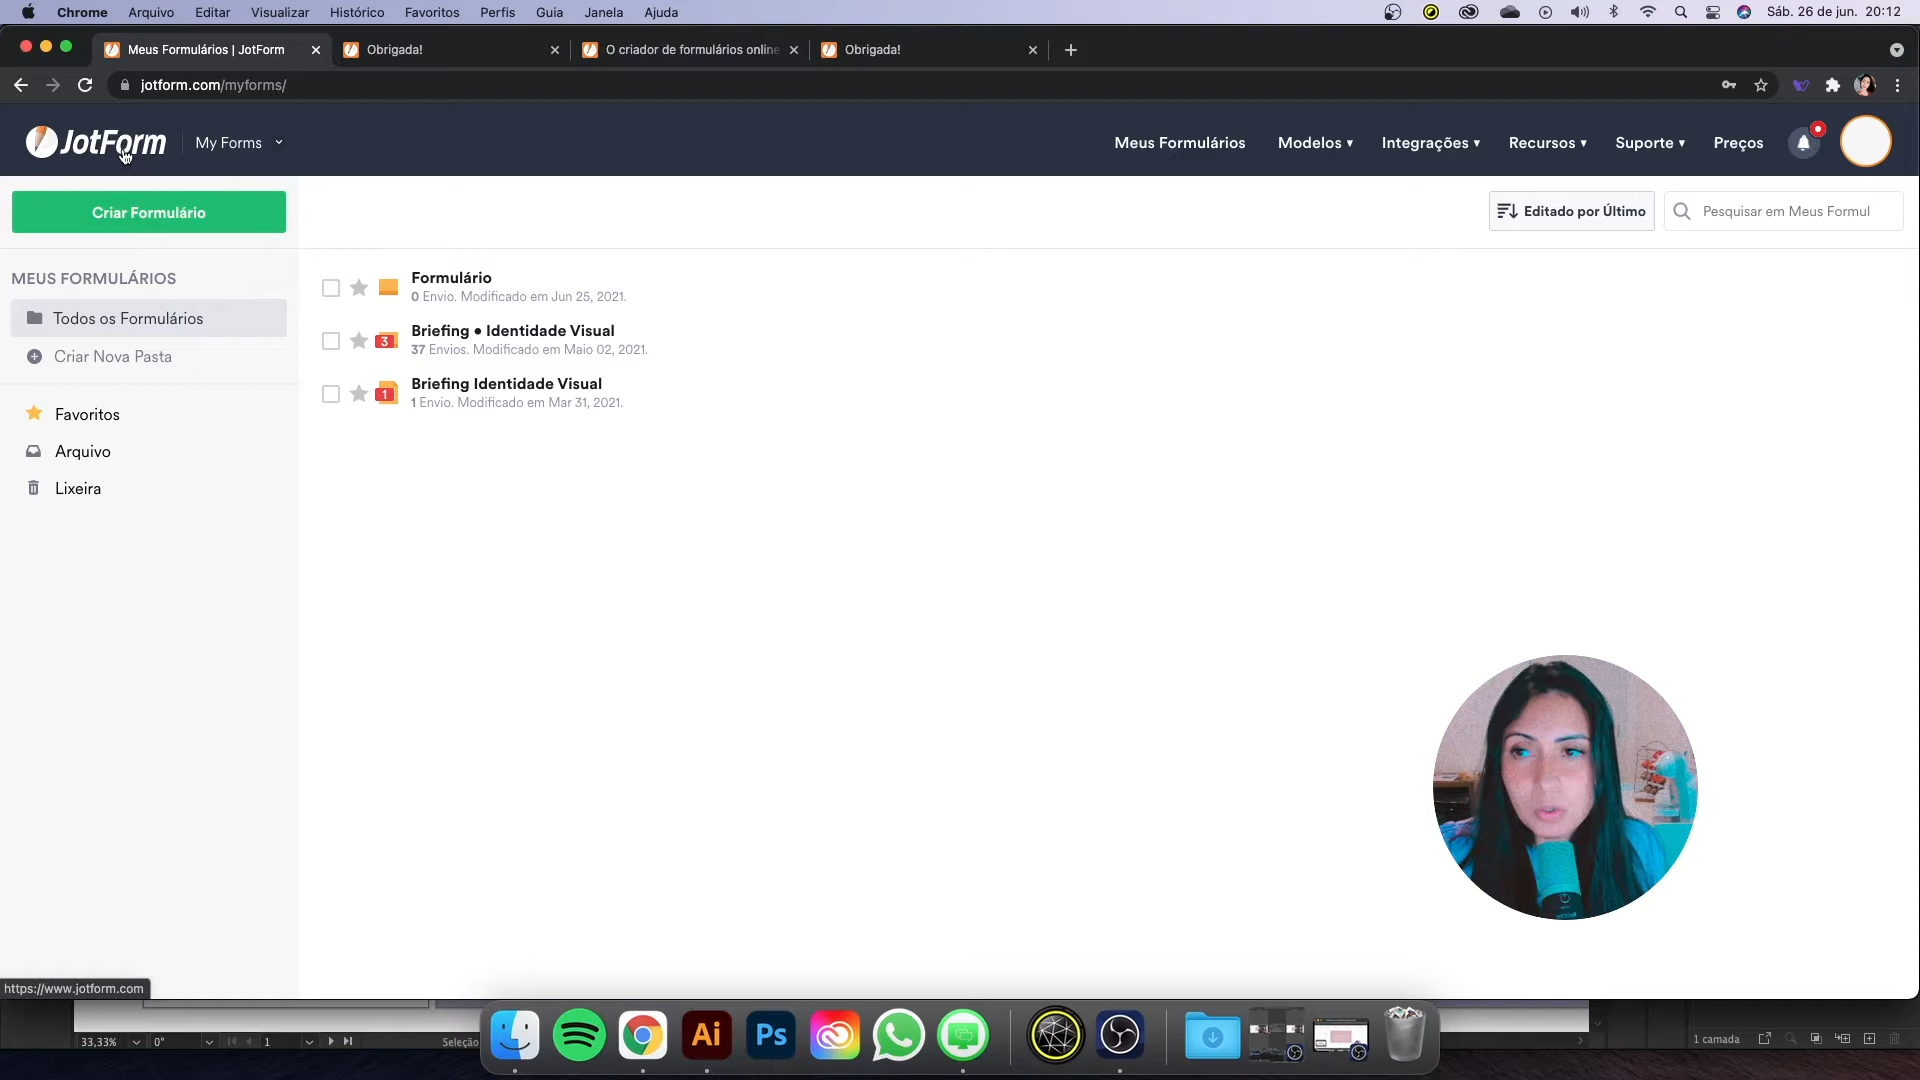 Chrome Arquivo Editar Visualizar Histórico Favoritos Perfis Guia Janela Ajuda Sáb. 26 de jun. 20:12
Meus Formulários | JotForm Obrigada! O criador de formulários online Obrigada!
jotform.com/myforms/
JotForm My Forms Meus Formulários Modelos Integrações Recursos Suporte Preços
Criar Formulário
Editado por Último
Pesquisar em Meus Formul
MEUS FORMULÁRIOS
Todos os Formulários
Criar Nova Pasta
Favoritos
Arquivo
Lixeira
Formulário
0 Envio. Modificado em Jun 25, 2021.
3
Briefing • Identidade Visual
37 Envios. Modificado em Maio 02, 2021.
1
Briefing Identidade Visual
1 Envio. Modificado em Mar 31, 2021.
https://www.jotform.com
33,33% 0° 1 Seleção
Ai Ps
1 camada